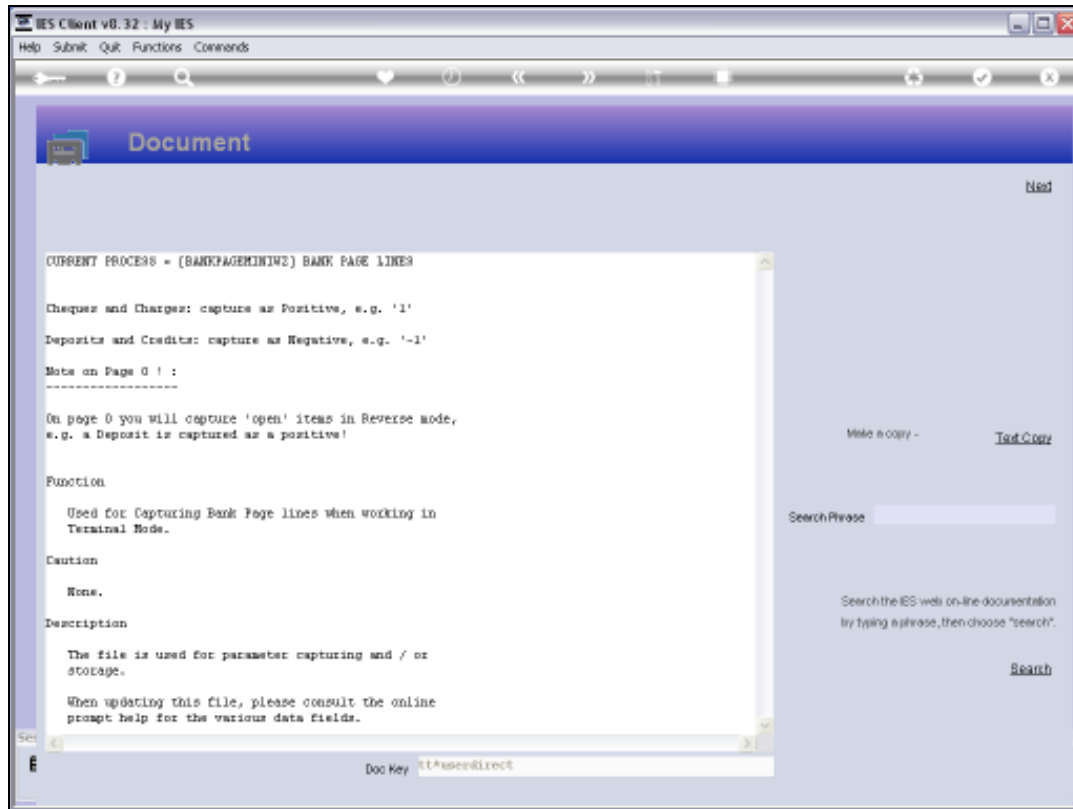 IES Client v8.32 : My IES
Help Submit Quit Functions Commands
Document
Next
CURRENT PROCESS = [BANKPAGEMINIWZ] BANK PAGE LINES
Cheques and Charges: capture as Positive, e.g. '1'
Deposits and Credits: capture as Negative, e.g. '-1'
Note on Page 0 ! :
------------------
On page 0 you will capture 'open' items in Reverse mode,
e.g. a Deposit is captured as a positive!
Make a copy -
Text Copy
Function
Used for Capturing Bank Page lines when working in
Terminal Mode.
Search Phrase
Caution
None.
Search the IES web on-line documentation
by typing a phrase, then choose "search".
Description
The file is used for parameter capturing and / or
storage.
Search
When updating this file, please consult the online
prompt help for the various data fields.
Doc Key tt*userdirect